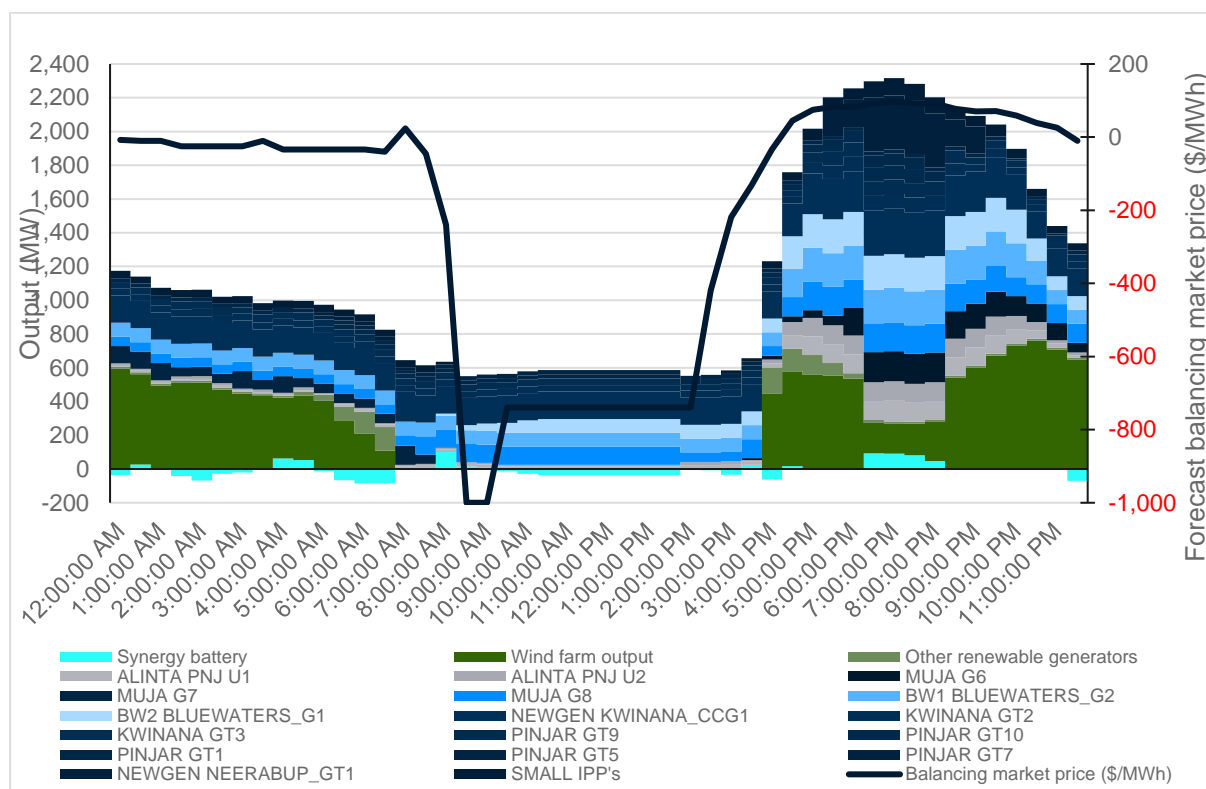 2,400
2,200
2,000
1,800
1,600
1,400
1,200
1,000
800
600
400
200
0
-200
Output (MW)
200
0
-200
-400
-600
-800
-1,000
Forecast balancing market price ($/MWh)
12:00:00 AM
1:00:00 AM
2:00:00 AM
3:00:00 AM
4:00:00 AM
5:00:00 AM
6:00:00 AM
7:00:00 AM
8:00:00 AM
9:00:00 AM
10:00:00 AM
11:00:00 AM
12:00:00 PM
1:00:00 PM
2:00:00 PM
3:00:00 PM
4:00:00 PM
5:00:00 PM
6:00:00 PM
7:00:00 PM
8:00:00 PM
9:00:00 PM
10:00:00 PM
11:00:00 PM
Synergy battery Wind farm output Other renewable generators
ALINTA PNJ U1 ALINTA PNJ U2 MUJA G6
MUJA G7 MUJA G8 BW1 BLUEWATERS_G2
BW2 BLUEWATERS_G1 NEWGEN KWINANA_CCG1 KWINANA GT2
KWINANA GT3 PINJAR GT9 PINJAR GT10
PINJAR GT1 PINJAR GT5 PINJAR GT7
NEWGEN NEERABUP_GT1 SMALL IPP's Balancing market price ($/MWh)